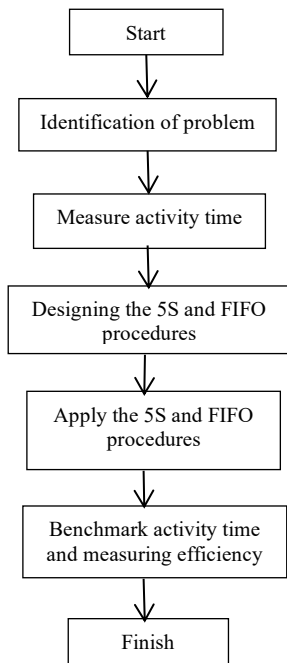 Start
Identification of problem
Measure activity time
Designing the 5S and FIFO
procedures
Apply the 5S and FIFO
procedures
Benchmark activity time
and measuring efficiency
Finish